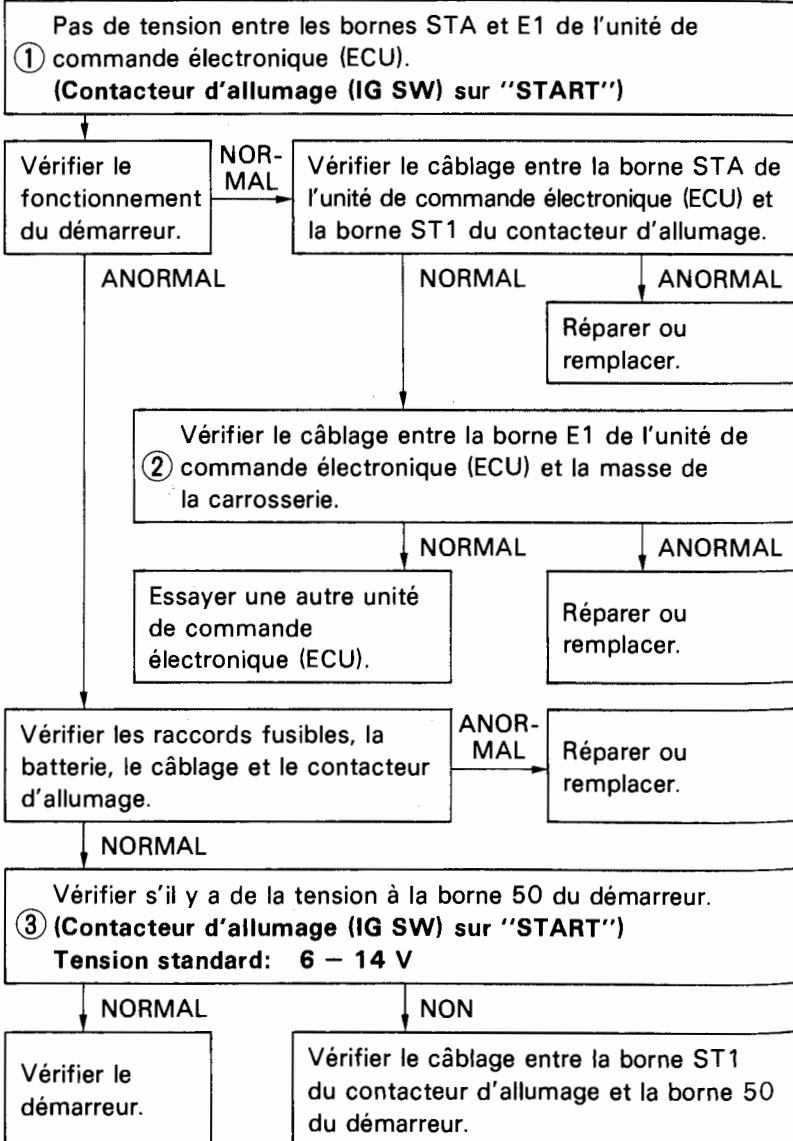 Pas de tension entre les bornes STA et E1 de l'unité de
① commande électronique (ECU).
(Contacteur d'allumage (IG SW) sur "START")
Vérifier le
fonctionnement
du démarreur.
NOR-
MAL
Vérifier le câblage entre la borne STA de
l'unité de commande électronique (ECU) et
la borne ST1 du contacteur d'allumage.
ANORMAL
NORMAL
ANORMAL
Réparer ou
remplacer.
Vérifier le câblage entre la borne E1 de l'unité de
② commande électronique (ECU) et la masse de
la carrosserie.
NORMAL
ANORMAL
Essayer une autre unité
de commande
électronique (ECU).
Réparer ou
remplacer.
Vérifier les raccords fusibles, la
batterie, le câblage et le contacteur
d'allumage.
ANOR-
MAL
Réparer ou
remplacer.
NORMAL
Vérifier s'il y a de la tension à la borne 50 du démarreur.
③ (Contacteur d'allumage (IG SW) sur "START")
Tension standard: 6 – 14 V
NORMAL
NON
Vérifier le
démarreur.
Vérifier le câblage entre la borne ST1
du contacteur d'allumage et la borne 50
du démarreur.